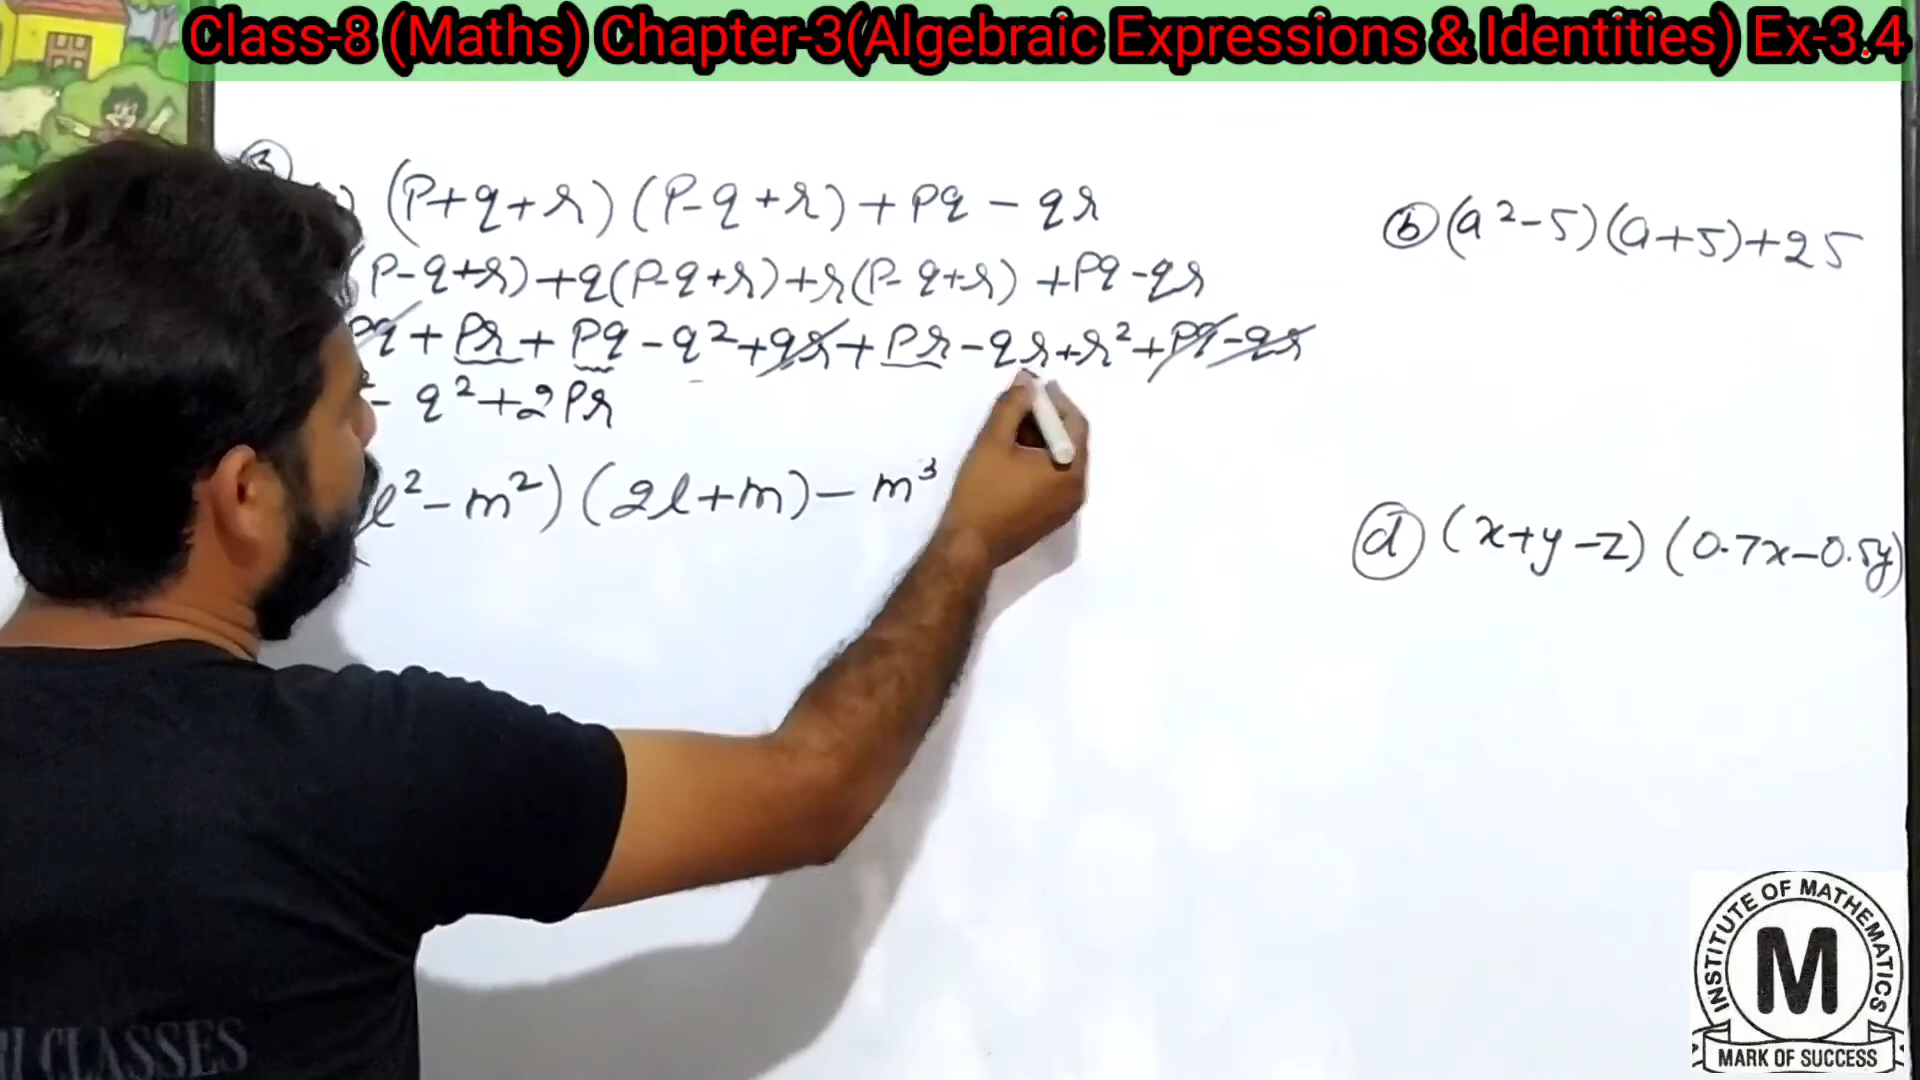 Class-8 (Maths) Chapter-3(Algebraic Expressions & Identities) Ex-3.4
3
) (P+q+r) (P-q+r) + Pq - qr
P-q+r) + q(P-q+r) + r(P-q+r) + Pq - qr
Pq + Pr + Pq - q² + qr + Pr - qr + r² + Pq - qr
- q² + 2Pr
l² - m²) (2l+m) - m³
b (a² - 5) (a+5) + 25
d (x+y-z) (0.7x-0.5y)
CLASSES
INSTITUTE OF MATHEMATICS
M
MARK OF SUCCESS